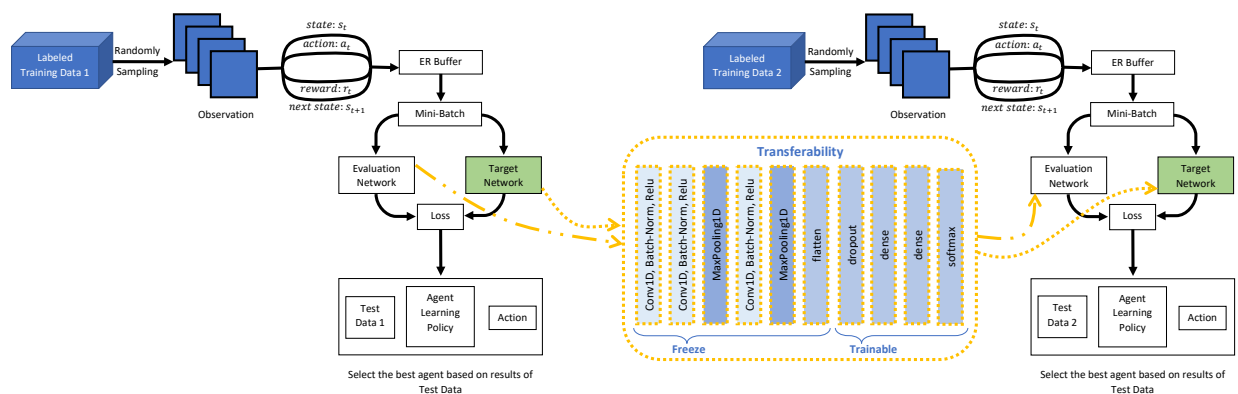 Labeled
Training Data 1
Randomly
Sampling
Observation
state: s_t
action: a_t
reward: r_t
next state: s_{t+1}
ER Buffer
Mini-Batch
Evaluation
Network
Target
Network
Loss
Test
Data 1
Agent
Learning
Policy
Action
Select the best agent based on results of
Test Data
Transferability
Conv1D, Batch-Norm, Relu
Conv1D, Batch-Norm, Relu
MaxPooling1D
Conv1D, Batch-Norm, Relu
MaxPooling1D
flatten
dropout
dense
dense
softmax
Freeze
Trainable
Labeled
Training Data 2
Randomly
Sampling
Observation
state: s_t
action: a_t
reward: r_t
next state: s_{t+1}
ER Buffer
Mini-Batch
Evaluation
Network
Target
Network
Loss
Test
Data 2
Agent
Learning
Policy
Action
Select the best agent based on results of
Test Data